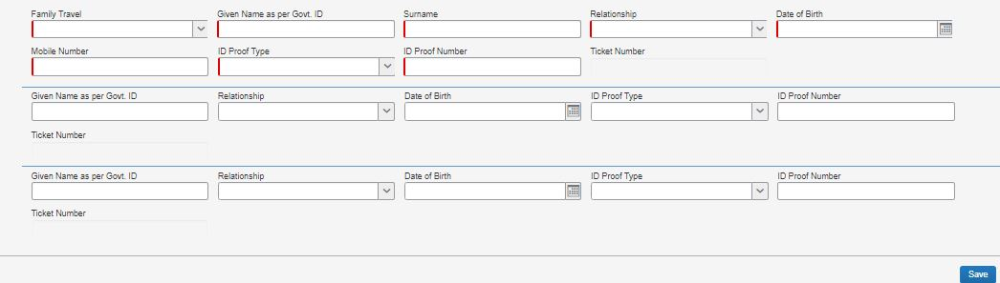 Family Travel Given Name as per Govt. ID Surname Relationship Date of Birth
Mobile Number ID Proof Type ID Proof Number Ticket Number
Given Name as per Govt. ID Relationship Date of Birth ID Proof Type ID Proof Number
Ticket Number
Given Name as per Govt. ID Relationship Date of Birth ID Proof Type ID Proof Number
Ticket Number
Save